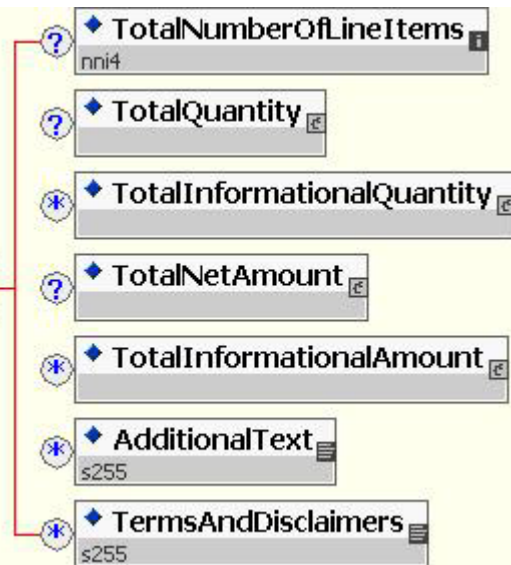 ? TotalNumberOfLineItems
nni4
? TotalQuantity
* TotalInformationalQuantity
? TotalNetAmount
* TotalInformationalAmount
* AdditionalText
s255
* TermsAndDisclaimers
s255